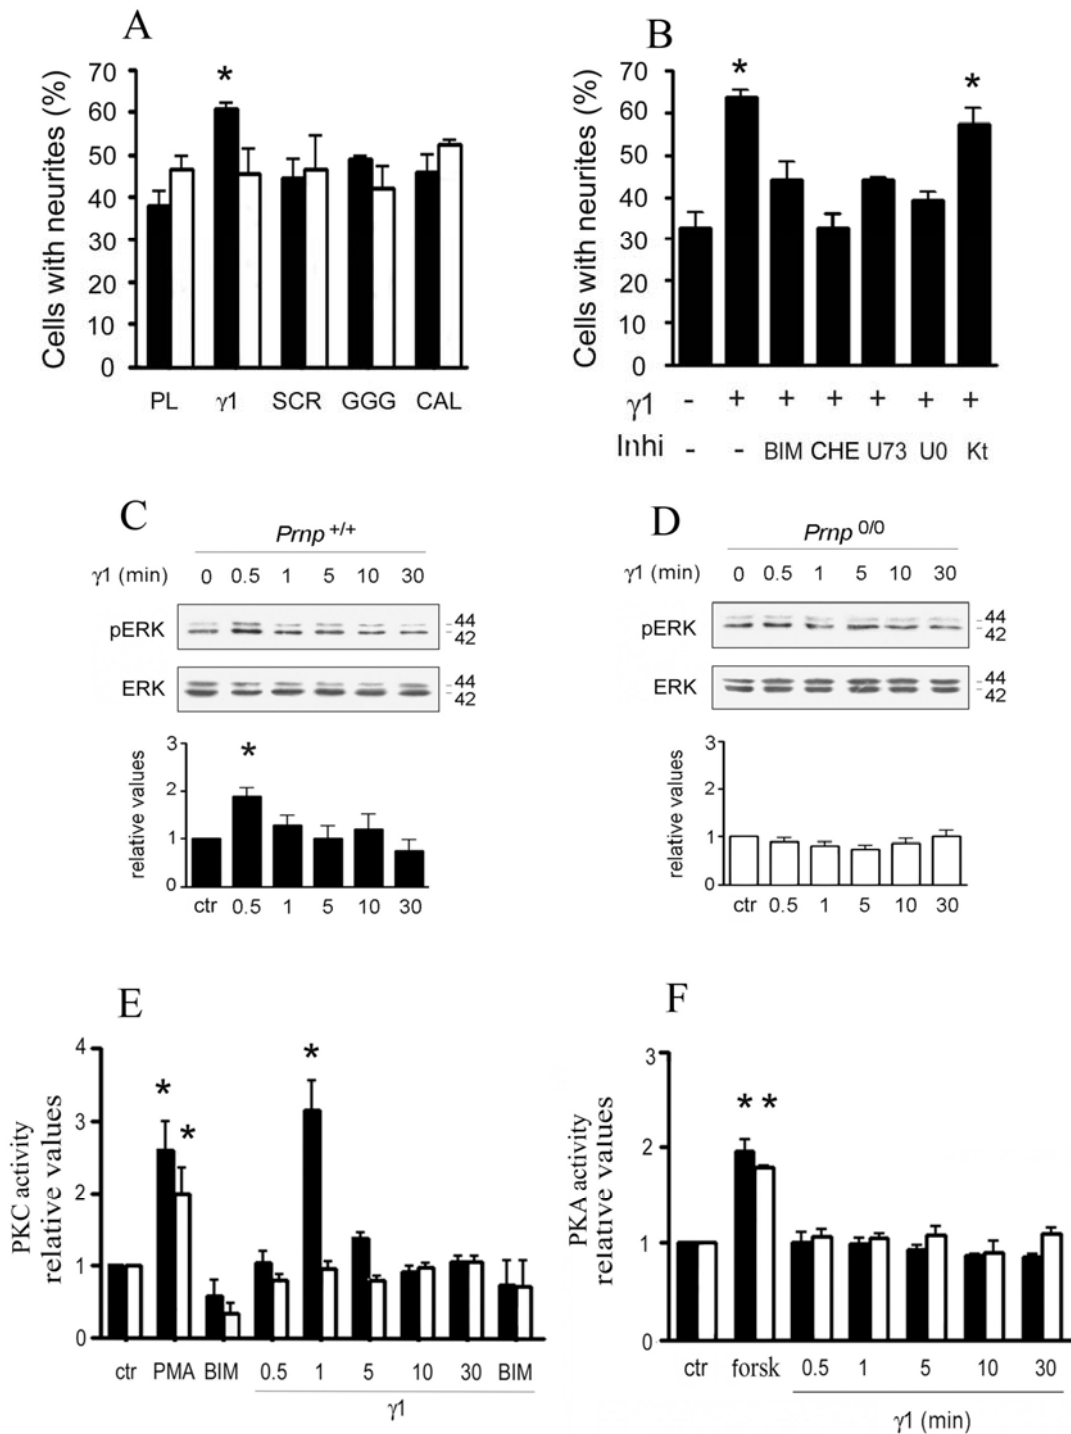 A
Cells with neurites (%)
70
60
50
40
30
20
10
0
*
PL γ1 SCR GGG CAL
B
Cells with neurites (%)
70
60
50
40
30
20
10
0
* *
γ1 - + + + + + +
Inhi - - BIM CHE U73 U0 Kt
C
Prnp +/+
γ1 (min) 0 0.5 1 5 10 30
pERK 44
42
ERK 44
42
relative values
3
2
1
0
*
ctr 0.5 1 5 10 30
D
Prnp 0/0
γ1 (min) 0 0.5 1 5 10 30
pERK 44
42
ERK 44
42
relative values
3
2
1
0
ctr 0.5 1 5 10 30
E
PKC activity
relative values
4
3
2
1
0
* * *
ctr PMA BIM 0.5 1 5 10 30 BIM
γ1
F
PKA activity
relative values
3
2
1
0
* *
ctr forsk 0.5 1 5 10 30
γ1 (min)